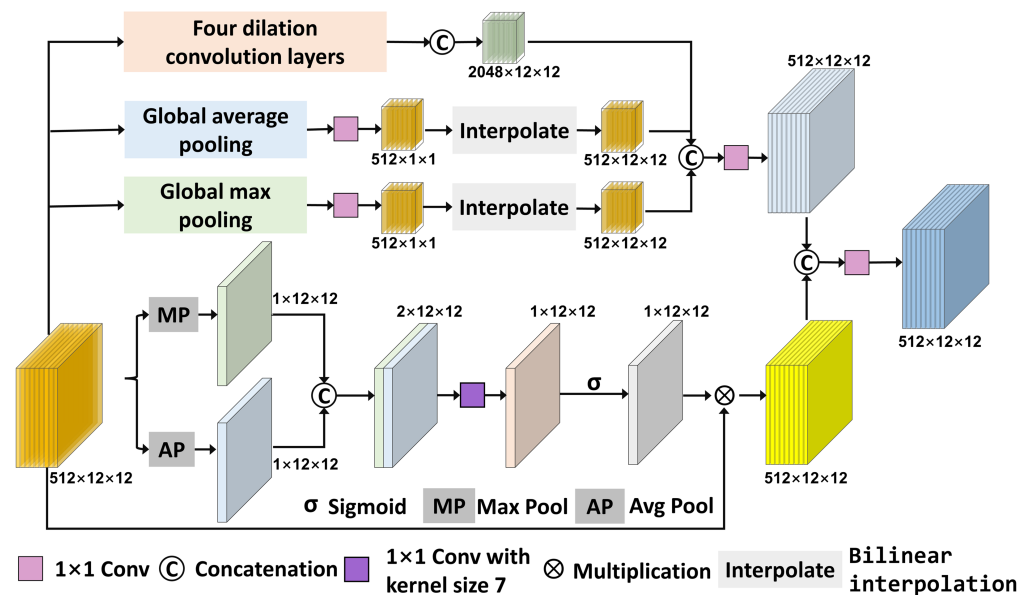 Four dilation
convolution layers
C
2048×12×12
512×12×12
Global average
pooling
512×1×1
Interpolate
512×12×12
C
Global max
pooling
512×1×1
Interpolate
512×12×12
C
512×12×12
MP
1×12×12
2×12×12
1×12×12
1×12×12
C
σ
AP
1×12×12
512×12×12
512×12×12
σ Sigmoid MP Max Pool AP Avg Pool
1×1 Conv
C Concatenation
1×1 Conv with
kernel size 7
Multiplication
Interpolate
Bilinear
interpolation